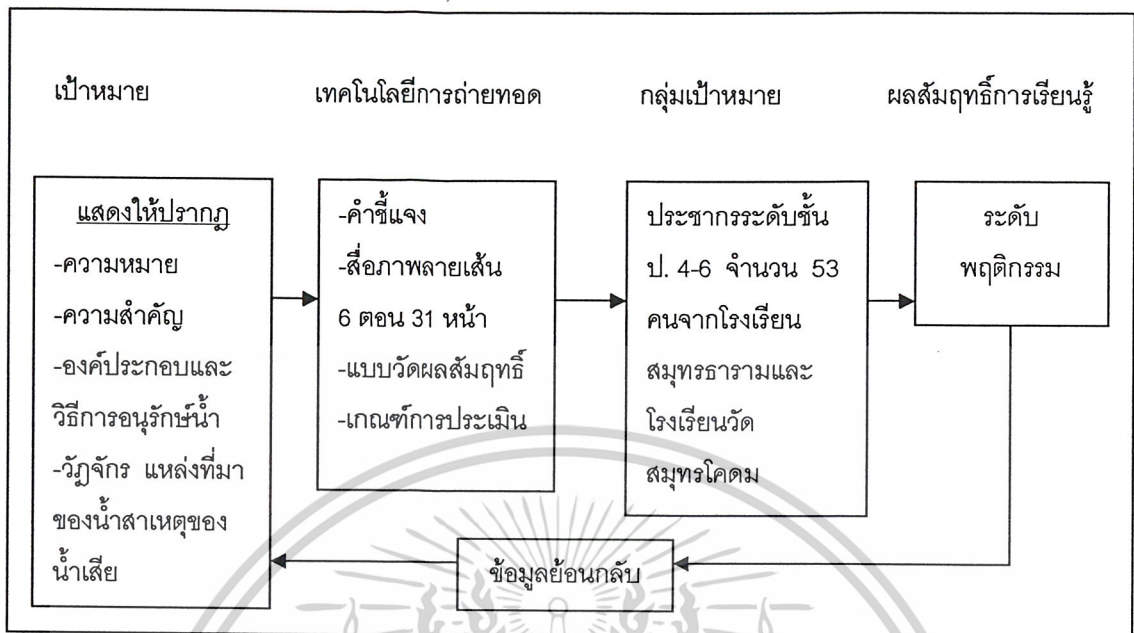 เป้าหมาย
เทคโนโลยีการถ่ายทอด
กลุ่มเป้าหมาย
ผลสัมฤทธิ์การเรียนรู้
แสดงให้ปรากฎ
-ความหมาย
-ความสำคัญ
-องค์ประกอบและ
วิธีการอนุรักษ์น้ำ
-วัฏจักร แหล่งที่มา
ของน้ำสาเหตุของ
น้ำเสีย
-คำชี้แจง
-สื่อภาพลายเส้น
6 ตอน 31 หน้า
-แบบวัดผลสัมฤทธิ์
-เกณฑ์การประเมิน
ประชากรระดับชั้น
ป. 4-6 จำนวน 53
คนจากโรงเรียน
สมุทรธารามและ
โรงเรียนวัด
สมุทรโคดม
ระดับ
พฤติกรรม
ข้อมูลย้อนกลับ